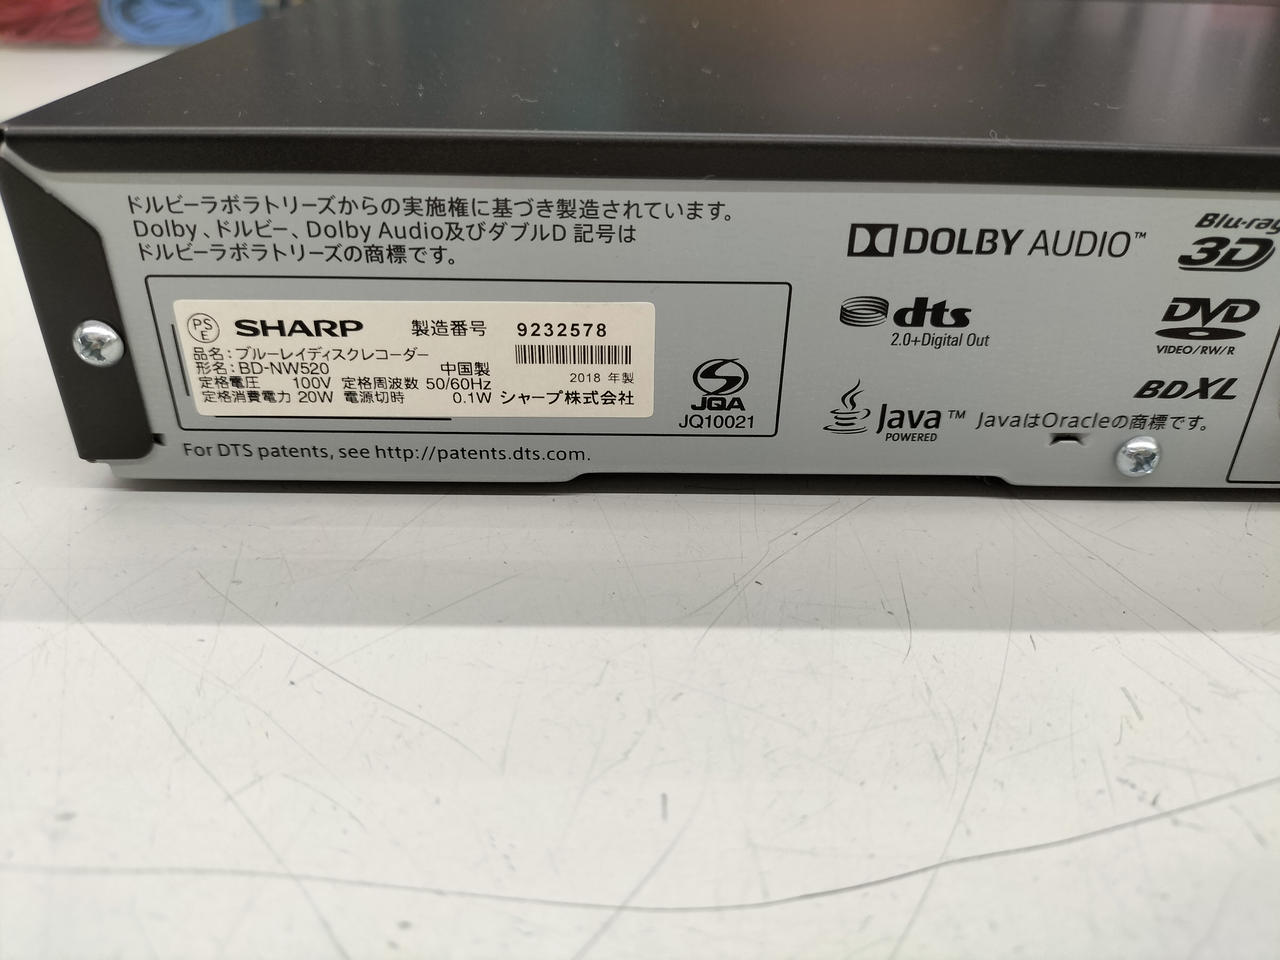 ドルビーラボラトリーズからの実施権に基づき製造されています。
Dolby、ドルビー、Dolby Audio及びダブルD 記号は
ドルビーラボラトリーズの商標です。
DOLBY AUDIO™
Blu-ray
3D
dts
2.0+Digital Out
DVD
VIDEO/RW/R
BDXL
Java™
POWERED
JavaはOracleの商標です。
PS
E
SHARP 製造番号 9232578
品名:ブルーレイディスクレコーダー
形名:BD-NW520 中国製
2018 年製
定格電圧 100V 定格周波数 50/60Hz
定格消費電力 20W 電源切時 0.1W シャープ株式会社
JQA
JQ10021
For DTS patents, see http://patents.dts.com.